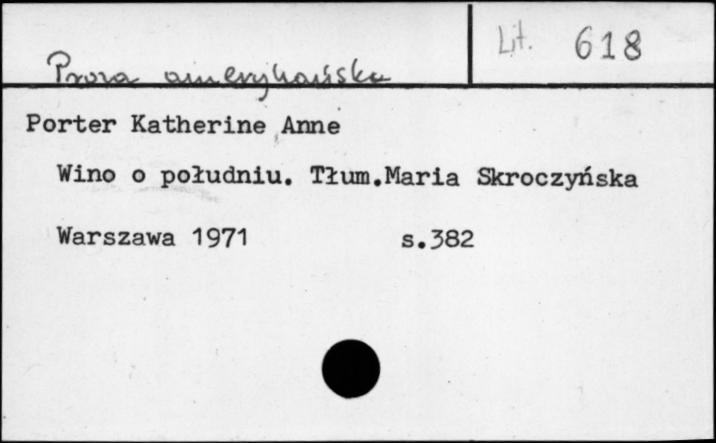 Lit. 618
Proza amerykańska
Porter Katherine Anne
Wino o południu. Tłum.Maria Skroczyńska
Warszawa 1971 s.382